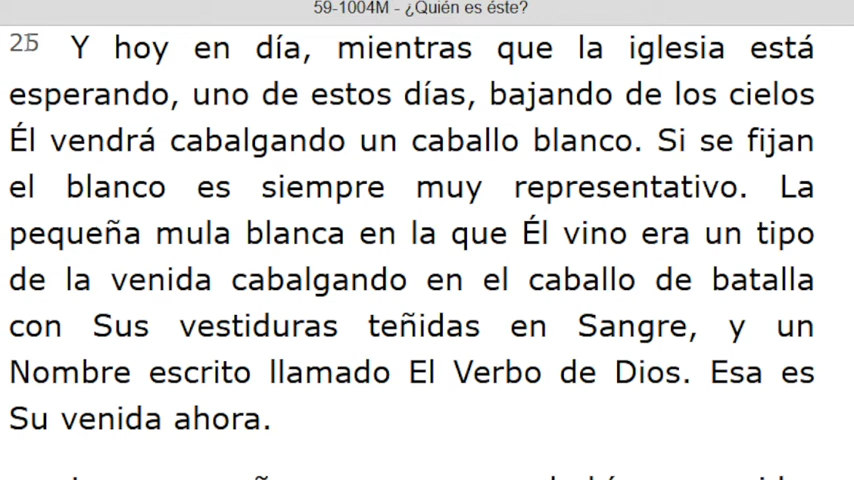 59-1004M - ¿Quién es éste?
25 Y hoy en día, mientras que la iglesia está
esperando, uno de estos días, bajando de los cielos
Él vendrá cabalgando un caballo blanco. Si se fijan
el blanco es siempre muy representativo. La
pequeña mula blanca en la que Él vino era un tipo
de la venida cabalgando en el caballo de batalla
con Sus vestiduras teñidas en Sangre, y un
Nombre escrito llamado El Verbo de Dios. Esa es
Su venida ahora.